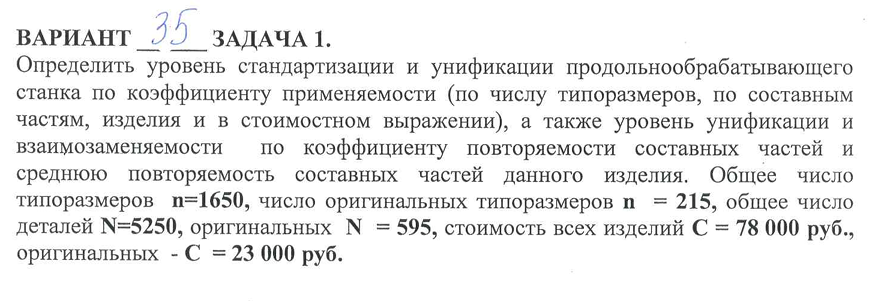 ВАРИАНТ __35___ ЗАДАЧА 1.
Определить уровень стандартизации и унификации продольнообрабатывающего
станка по коэффициенту применяемости (по числу типоразмеров, по составным
частям, изделия и в стоимостном выражении), а также уровень унификации и
взаимозаменяемости по коэффициенту повторяемости составных частей и
среднюю повторяемость составных частей данного изделия. Общее число
типоразмеров n=1650, число оригинальных типоразмеров n = 215, общее число
деталей N=5250, оригинальных N = 595, стоимость всех изделий С = 78 000 руб.,
оригинальных - С = 23 000 руб.